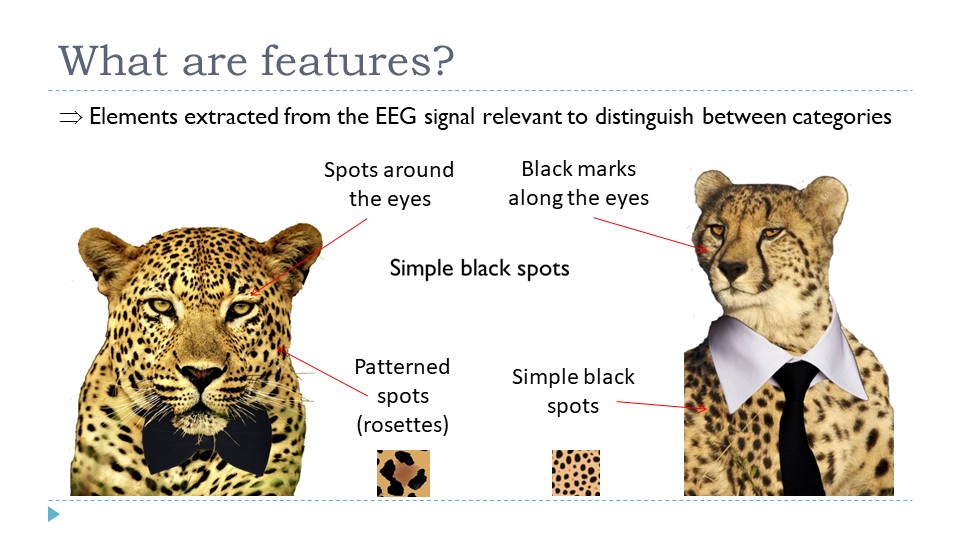 What are features?
⇒ Elements extracted from the EEG signal relevant to distinguish between categories
Spots around
the eyes
Black marks
along the eyes
Simple black spots
Patterned
spots
(rosettes)
Simple black
spots